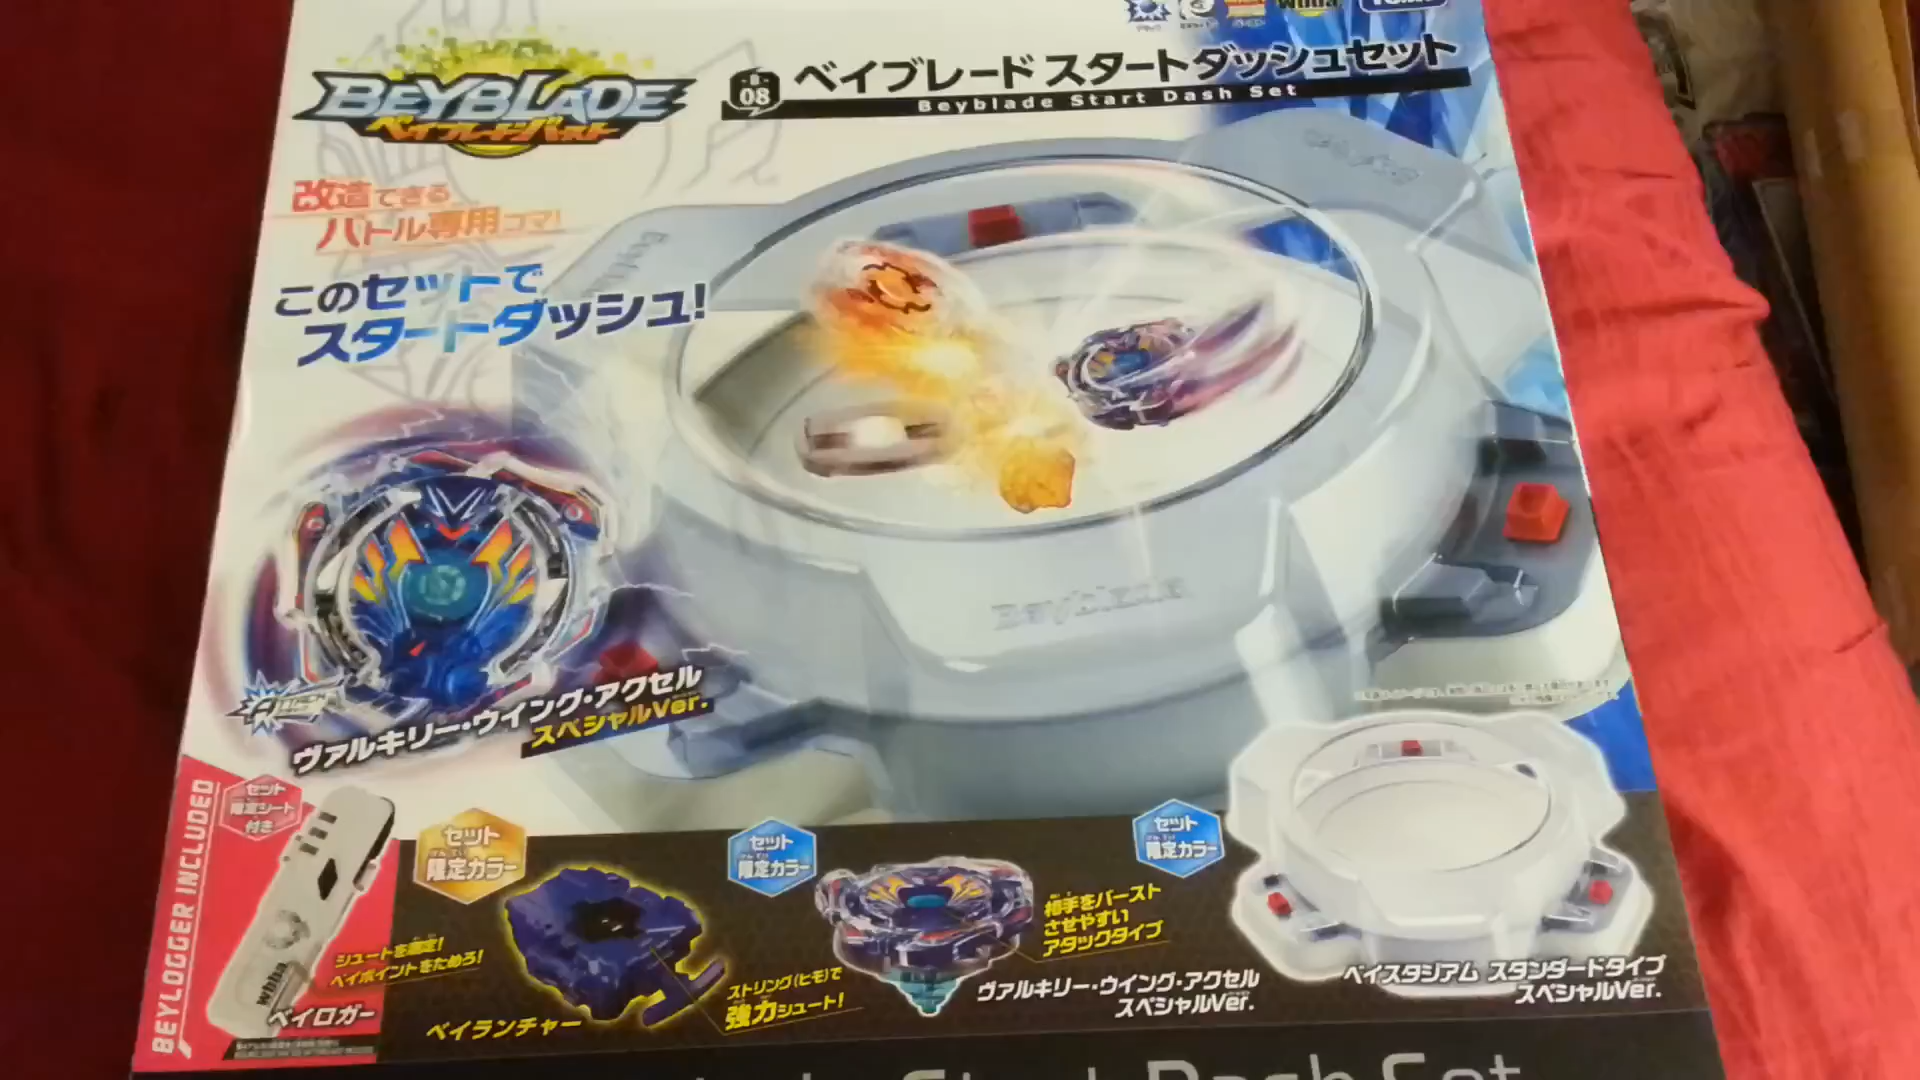 wbba
BEYBLADE
ベイブレードバースト
B 08
ベイブレード スタートダッシュセット
Beyblade Start Dash Set
改造できる
バトル専用コマ!
このセットで
スタートダッシュ!
Beyblade
ヴァルキリー・ウイング・アクセル
スペシャルVer.
BEYLOGGER INCLUDED
セット
限定シート
付き
wbba
シュートを測定!
ベイポイントをためろ!
ベイロガー
セット
限定カラー
ベイランチャー
ストリング(ヒモ)で
強力シュート!
セット
限定カラー
相手をバースト
させやすい
アタックタイプ
ヴァルキリー・ウイング・アクセル
スペシャルVer.
セット
限定カラー
ベイスタジアム スタンダードタイプ
スペシャルVer.
Start Dash Set